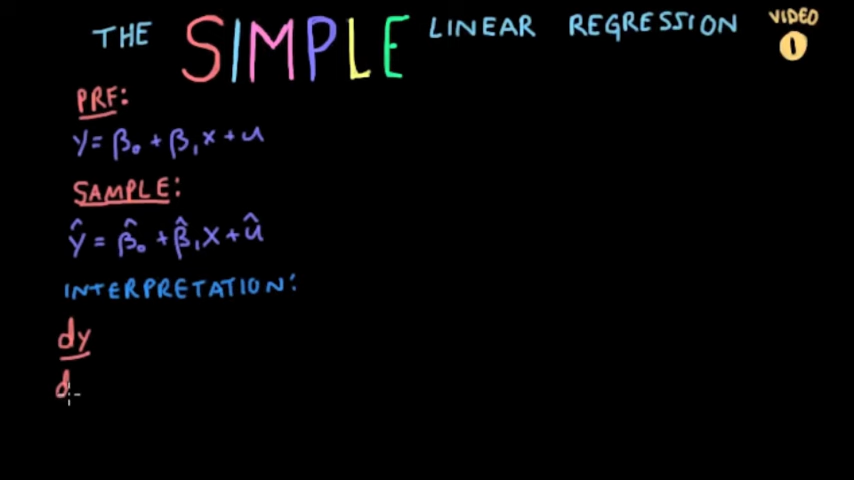 THE SIMPLE LINEAR REGRESSION VIDEO 1
PRF:
y = β₀ + β₁x + u
SAMPLE:
ŷ = β̂₀ + β̂₁x + û
INTERPRETATION:
dy
d